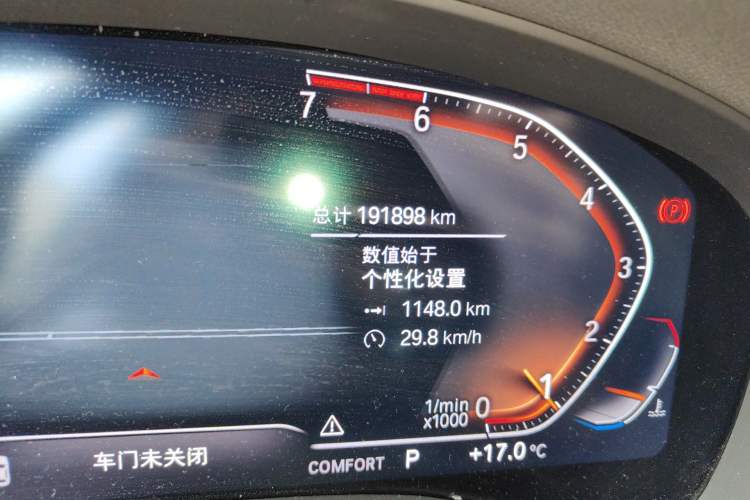 7
6
5
4
3
2
1
0
总计 191898 km
数值始于
个性化设置
1148.0 km
29.8 km/h
1/min
x1000
P
车门未关闭
COMFORT P +17.0 °C